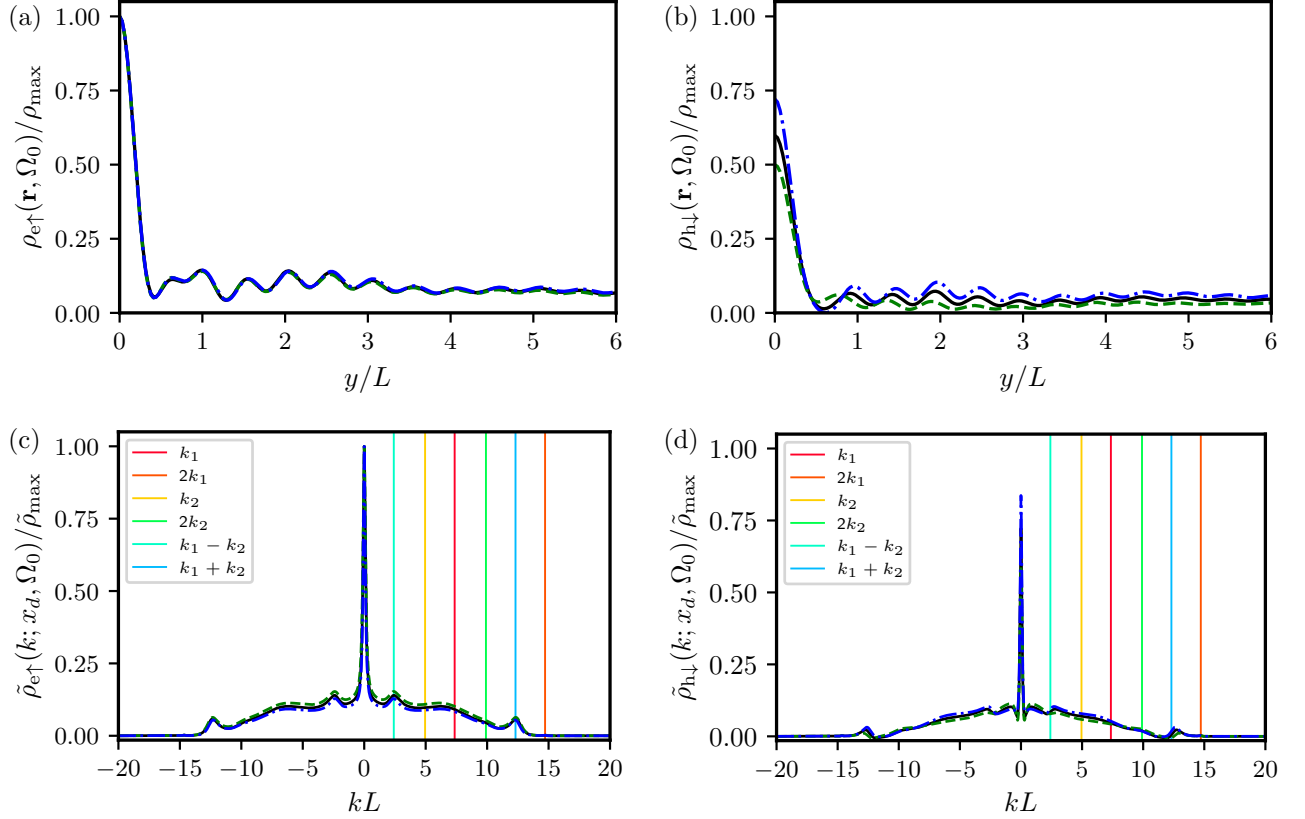 (a)
1.00
0.75
0.50
0.25
0.00
ρe↑(r, Ω0)/ρmax
0 1 2 3 4 5 6
y/L
(b)
1.00
0.75
0.50
0.25
0.00
ρh↓(r, Ω0)/ρmax
0 1 2 3 4 5 6
y/L
(c)
1.00
0.75
0.50
0.25
0.00
ρ̃e↑(k; xd, Ω0)/ρ̃max
k1
2k1
k2
2k2
k1 − k2
k1 + k2
−20 −15 −10 −5 0 5 10 15 20
kL
(d)
1.00
0.75
0.50
0.25
0.00
ρ̃h↓(k; xd, Ω0)/ρ̃max
k1
2k1
k2
2k2
k1 − k2
k1 + k2
−20 −15 −10 −5 0 5 10 15 20
kL